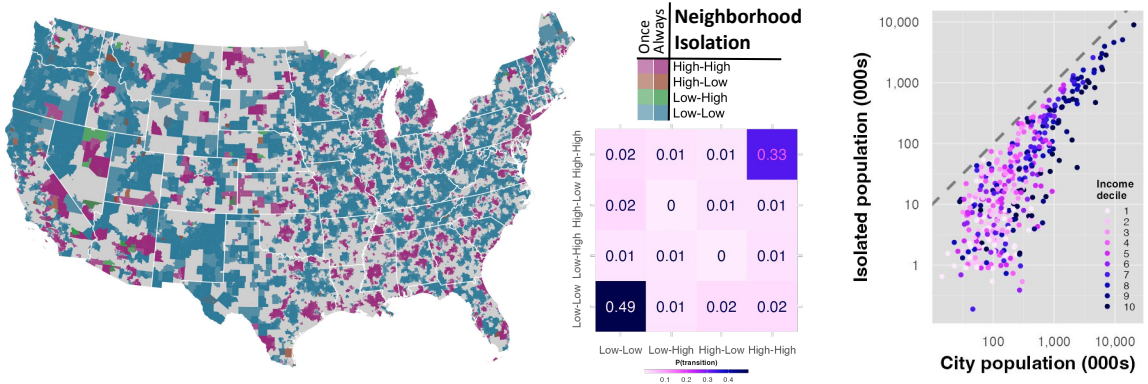 Once
Always
Neighborhood
Isolation
High-High
High-Low
Low-High
Low-Low
High-High
0.02 0.01 0.01 0.33
High-Low
0.02 0 0.01 0.01
Low-High
0.01 0.01 0 0.01
Low-Low
0.49 0.01 0.02 0.02
Low-Low Low-High High-Low High-High
P(transition)
0.1 0.2 0.3 0.4
Isolated population (000s)
10,000
1,000
100
10
1
Income
decile
1
2
3
4
5
6
7
8
9
10
100 1,000 10,000
City population (000s)